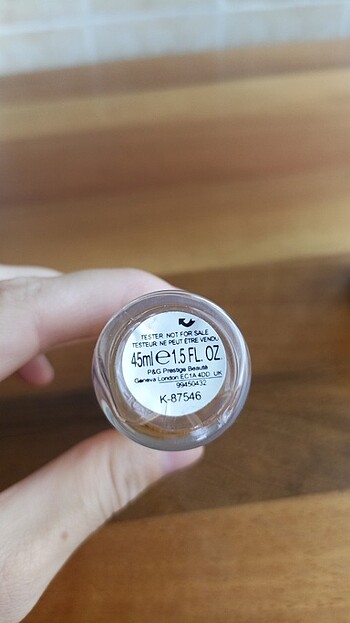 TESTER NOT FOR SALE
TESTEUR NE PEUT ÊTRE VENDU
45ml e 1.5 FL. OZ
P&G Prestige Beauté
Geneva London EC1A 4DD UK
99450432
K-87546